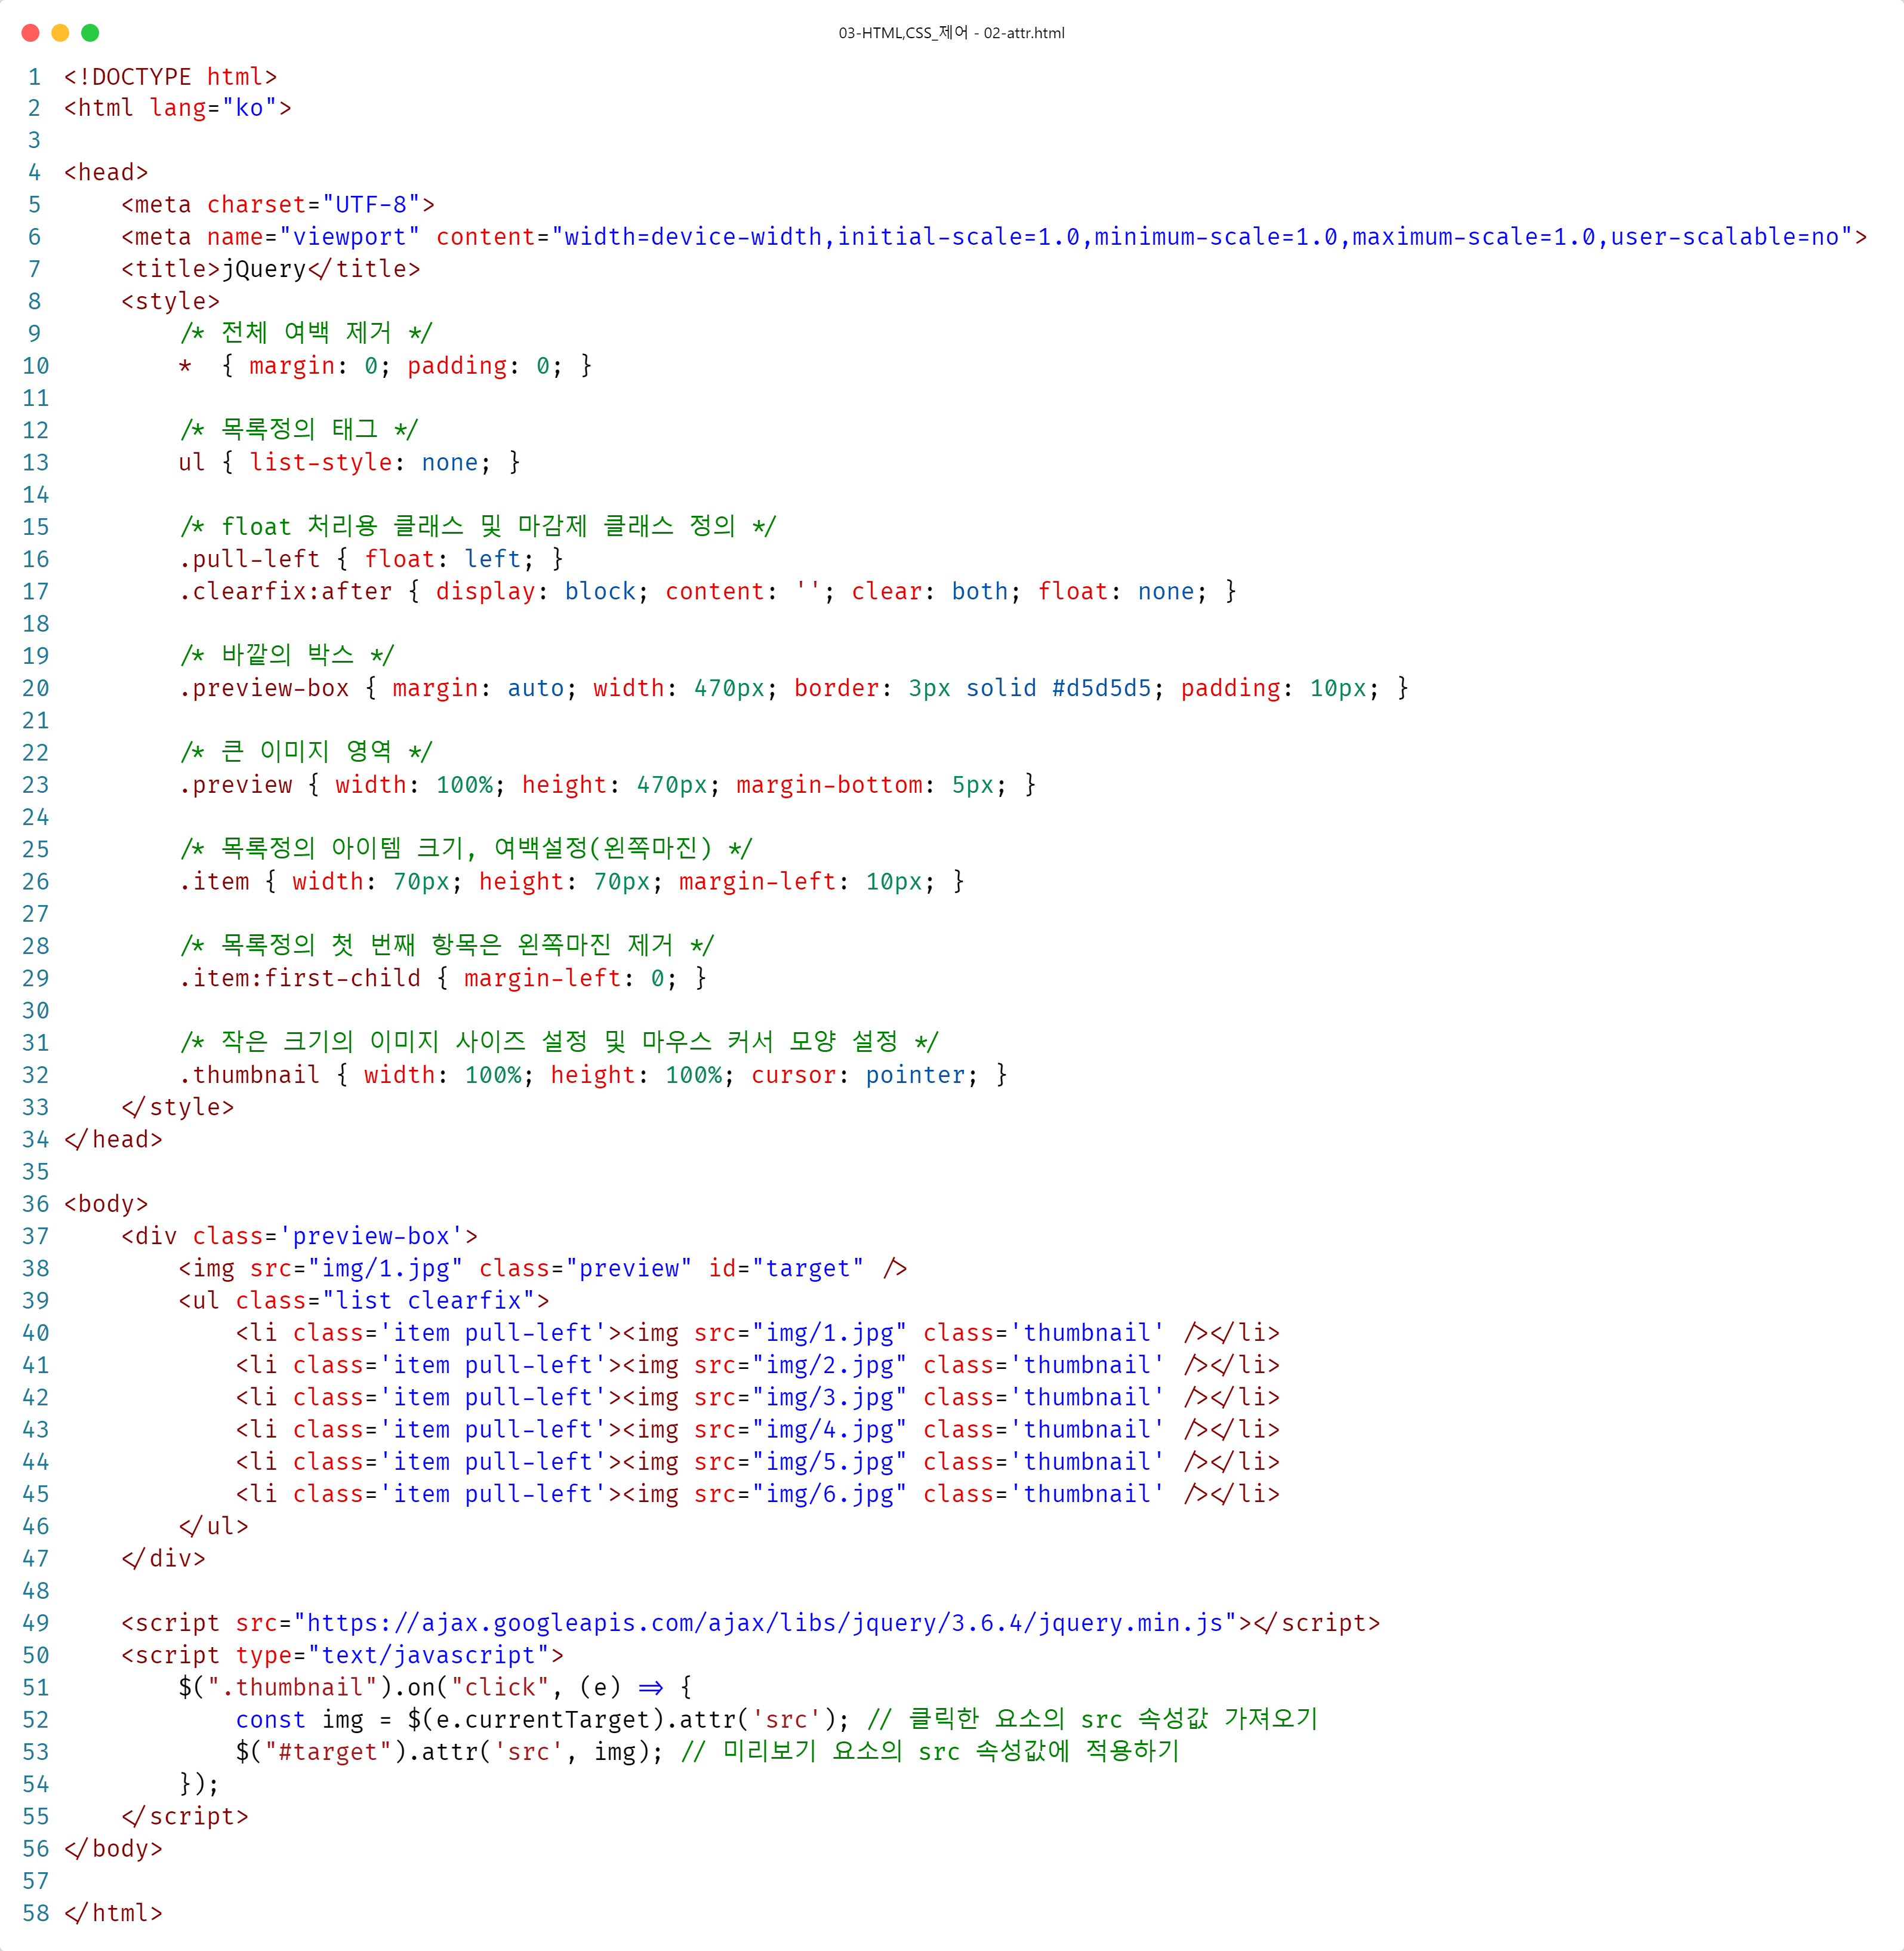 03-HTML,CSS_제어 - 02-attr.html
1 <!DOCTYPE html>
2 <html lang="ko">
3
4 <head>
5     <meta charset="UTF-8">
6     <meta name="viewport" content="width=device-width,initial-scale=1.0,minimum-scale=1.0,maximum-scale=1.0,user-scalable=no">
7     <title>jQuery</title>
8     <style>
9         /* 전체 여백 제거 */
10         *  { margin: 0; padding: 0; }
11
12         /* 목록정의 태그 */
13         ul { list-style: none; }
14
15         /* float 처리용 클래스 및 마감제 클래스 정의 */
16         .pull-left { float: left; }
17         .clearfix:after { display: block; content: ''; clear: both; float: none; }
18
19         /* 바깥의 박스 */
20         .preview-box { margin: auto; width: 470px; border: 3px solid #d5d5d5; padding: 10px; }
21
22         /* 큰 이미지 영역 */
23         .preview { width: 100%; height: 470px; margin-bottom: 5px; }
24
25         /* 목록정의 아이템 크기, 여백설정(왼쪽마진) */
26         .item { width: 70px; height: 70px; margin-left: 10px; }
27
28         /* 목록정의 첫 번째 항목은 왼쪽마진 제거 */
29         .item:first-child { margin-left: 0; }
30
31         /* 작은 크기의 이미지 사이즈 설정 및 마우스 커서 모양 설정 */
32         .thumbnail { width: 100%; height: 100%; cursor: pointer; }
33     </style>
34 </head>
35
36 <body>
37     <div class='preview-box'>
38         <img src="img/1.jpg" class="preview" id="target" />
39         <ul class="list clearfix">
40             <li class='item pull-left'><img src="img/1.jpg" class='thumbnail' /></li>
41             <li class='item pull-left'><img src="img/2.jpg" class='thumbnail' /></li>
42             <li class='item pull-left'><img src="img/3.jpg" class='thumbnail' /></li>
43             <li class='item pull-left'><img src="img/4.jpg" class='thumbnail' /></li>
44             <li class='item pull-left'><img src="img/5.jpg" class='thumbnail' /></li>
45             <li class='item pull-left'><img src="img/6.jpg" class='thumbnail' /></li>
46         </ul>
47     </div>
48
49     <script src="https://ajax.googleapis.com/ajax/libs/jquery/3.6.4/jquery.min.js"></script>
50     <script type="text/javascript">
51         $(".thumbnail").on("click", (e) => {
52             const img = $(e.currentTarget).attr('src'); // 클릭한 요소의 src 속성값 가져오기
53             $("#target").attr('src', img); // 미리보기 요소의 src 속성값에 적용하기
54         });
55     </script>
56 </body>
57
58 </html>